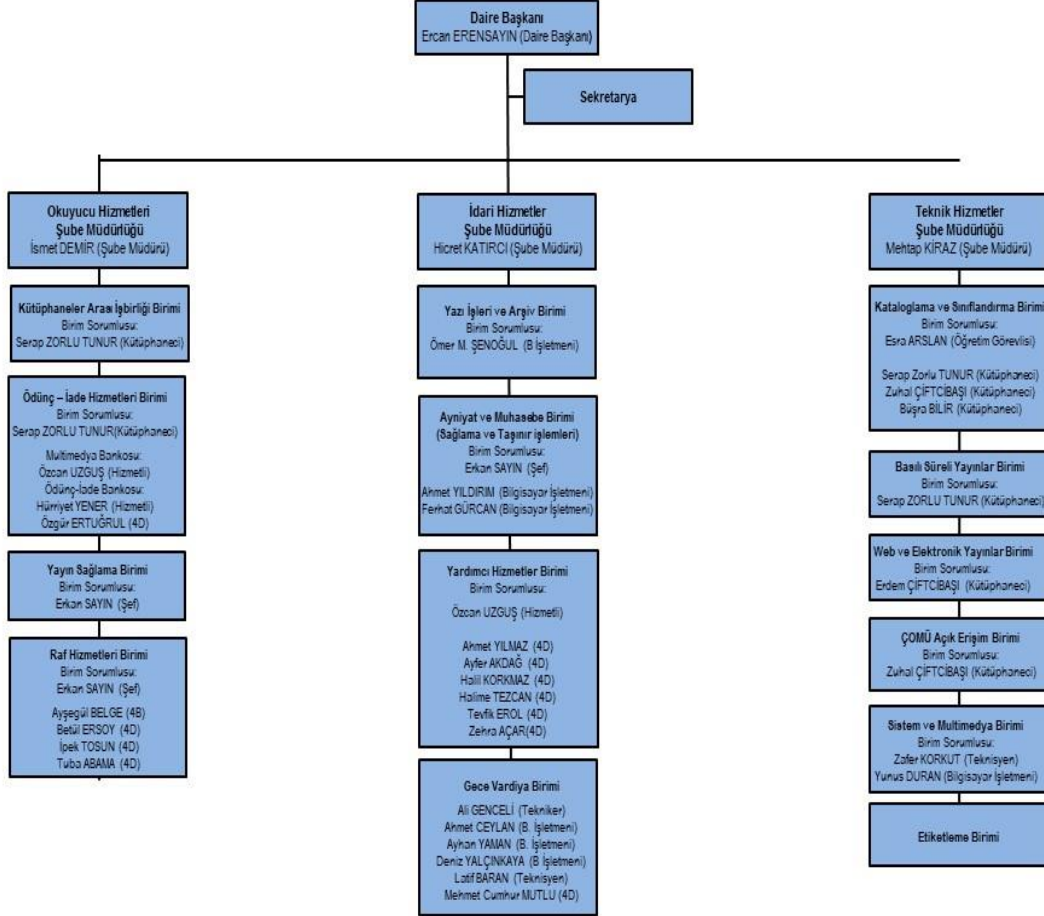 Daire Başkanı
Ercan ERENSAYIN (Daire Başkanı)
Sekretarya
Okuyucu Hizmetleri
Şube Müdürlüğü
İsmet DEMİR (Şube Müdürü)
Kütüphaneler Arası İşbirliği Birimi
Birim Sorumlusu:
Serap ZORLU TUNUR (Kütüphaneci)
Ödünç – İade Hizmetleri Birimi
Birim Sorumlusu:
Serap ZORLU TUNUR(Kütüphaneci)
Multimedya Bankosu:
Özcan UZGUŞ (Hizmetli)
Ödünç-İade Bankosu:
Hürriyet YENER (Hizmetli)
Özgür ERTUĞRUL (4D)
Yayın Sağlama Birimi
Birim Sorumlusu:
Erkan SAYIN (Şef)
Raf Hizmetleri Birimi
Birim Sorumlusu:
Erkan SAYIN (Şef)
Ayşegül BELGE (4B)
Betül ERSOY (4D)
İpek TOSUN (4D)
Tuba ABAMA (4D)
İdari Hizmetler
Şube Müdürlüğü
Hicret KATIRCI (Şube Müdürü)
Yazı İşleri ve Arşiv Birimi
Birim Sorumlusu:
Ömer M. ŞENOĞUL (B İşletmeni)
Ayniyat ve Muhasebe Birimi
(Sağlama ve Taşınır işlemleri)
Birim Sorumlusu:
Erkan SAYIN (Şef)
Ahmet YILDIRIM (Bilgisayar İşletmeni)
Ferhat GÜRCAN (Bilgisayar İşletmeni)
Yardımcı Hizmetler Birimi
Birim Sorumlusu:
Özcan UZGUŞ (Hizmetli)
Ahmet YILMAZ (4D)
Ayfer AKDAĞ (4D)
Halil KORKMAZ (4D)
Halime TEZCAN (4D)
Tevfik EROL (4D)
Zehra AÇAR(4D)
Gece Vardiya Birimi
Ali GENCELİ (Tekniker)
Ahmet CEYLAN (B. İşletmeni)
Ayhan YAMAN (B. İşletmeni)
Deniz YALÇINKAYA (B İşletmeni)
Latif BARAN (Teknisyen)
Mehmet Cumhur MUTLU (4D)
Teknik Hizmetler
Şube Müdürlüğü
Mehtap KİRAZ (Şube Müdürü)
Kataloglama ve Sınıflandırma Birimi
Birim Sorumlusu:
Esra ARSLAN (Öğretim Görevlisi)
Serap Zorlu TUNUR (Kütüphaneci)
Zuhal ÇİFTCİBAŞI (Kütüphaneci)
Büşra BİLİR (Kütüphaneci)
Basılı Süreli Yayınlar Birimi
Birim Sorumlusu:
Serap ZORLU TUNUR (Kütüphaneci)
Web ve Elektronik Yayınlar Birimi
Birim Sorumlusu:
Erdem ÇİFTCİBAŞI (Kütüphaneci)
ÇOMÜ Açık Erişim Birimi
Birim Sorumlusu:
Zuhal ÇİFTCİBAŞI (Kütüphaneci)
Sistem ve Multimedya Birimi
Birim Sorumlusu:
Zafer KORKUT (Teknisyen)
Yunus DURAN (Bilgisayar İşletmeni)
Etiketleme Birimi